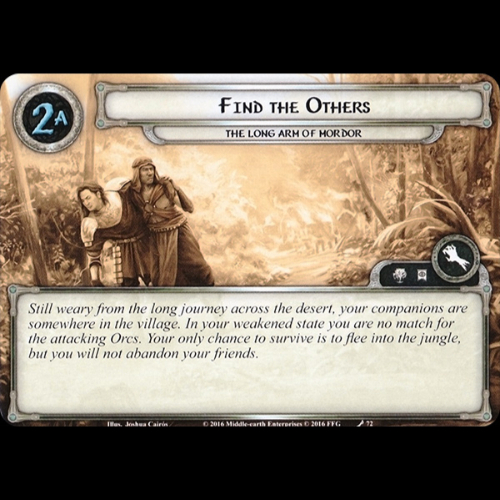 2A
Find the Others
The Long Arm of Mordor
Still weary from the long journey across the desert, your companions are
somewhere in the village. In your weakened state you are no match for
the attacking Orcs. Your only chance to survive is to flee into the jungle,
but you will not abandon your friends.
Illus. Joshua Cairós © 2016 Middle-earth Enterprises © 2016 FFG 72